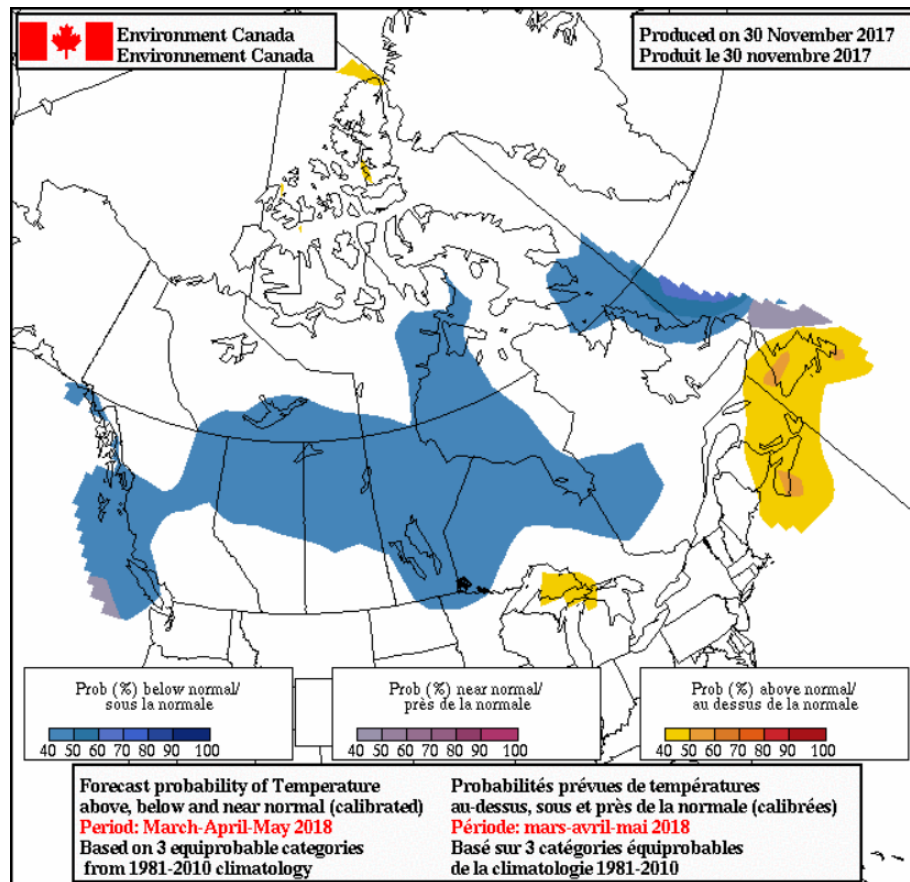 Environment Canada
Environnement Canada
Produced on 30 November 2017
Produit le 30 novembre 2017
Prob (%) below normal/
sous la normale
40 50 60 70 80 90 100
Prob (%) near normal/
près de la normale
40 50 60 70 80 90 100
Prob (%) above normal/
au dessus de la normale
40 50 60 70 80 90 100
Forecast probability of Temperature
above, below and near normal (calibrated)
Period: March-April-May 2018
Based on 3 equiprobable categories
from 1981-2010 climatology
Probabilités prévues de températures
au-dessus, sous et près de la normale (calibrées)
Période: mars-avril-mai 2018
Basé sur 3 catégories équiprobables
de la climatologie 1981-2010